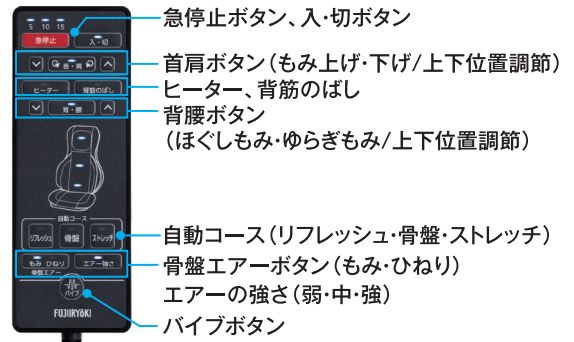 急停止ボタン、入・切ボタン
首肩ボタン(もみ上げ・下げ/上下位置調節)
ヒーター、背筋のばし
背腰ボタン
(ほぐしもみ・ゆらぎもみ/上下位置調節)
自動コース(リフレッシュ・骨盤・ストレッチ)
骨盤エアーボタン(もみ・ひねり)
エアーの強さ(弱・中・強)
バイブボタン
5 10 15
急停止 入・切
首・肩
ヒーター 背筋のばし
背・腰
自動コース
リフレッシュ 骨盤 ストレッチ
もみ ひねり エアー強さ
骨盤エアー
バイブ
FUJIIRYOKI